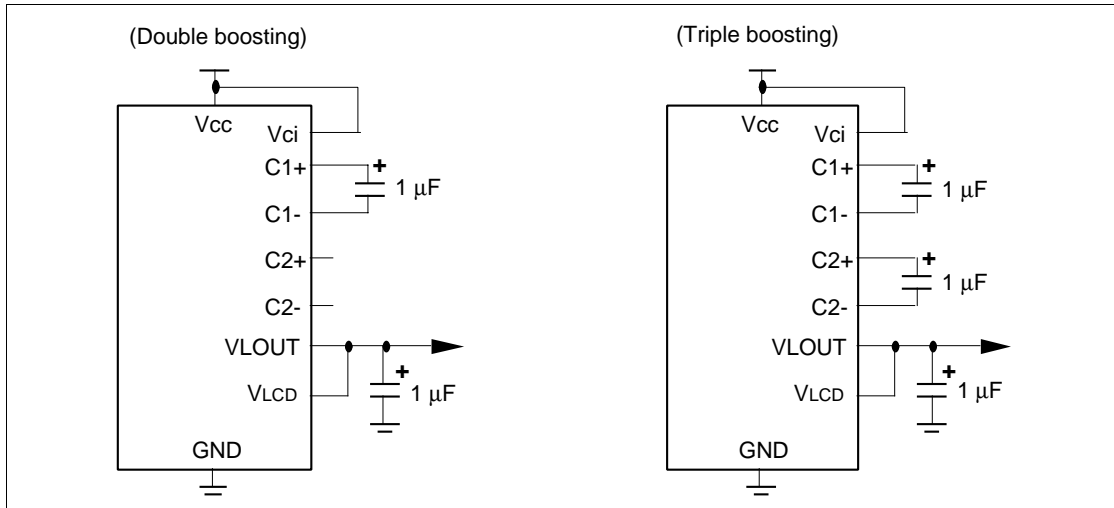 (Double boosting)
Vcc
Vci
C1+
+
1 μF
C1-
C2+
C2-
VLOUT
+
1 μF
VLCD
GND
(Triple boosting)
Vcc
Vci
C1+
+
1 μF
C1-
C2+
+
1 μF
C2-
VLOUT
+
1 μF
VLCD
GND